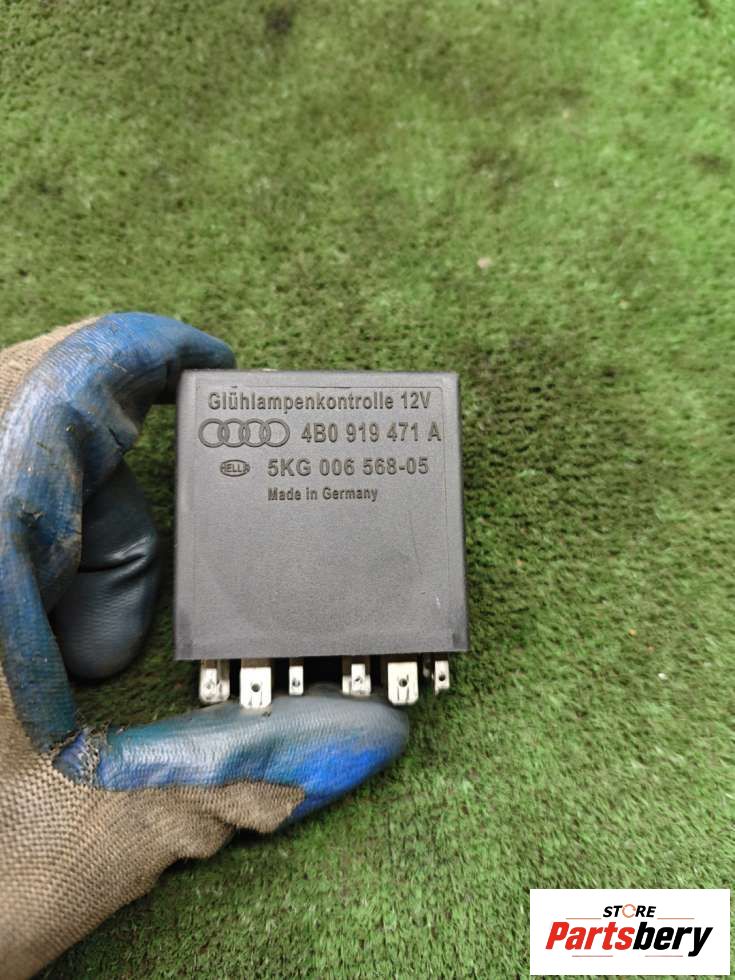 Glühlampenkontrolle 12V
4B0 919 471 A
HELLA 5KG 006 568-05
Made in Germany
STORE
Partsbery